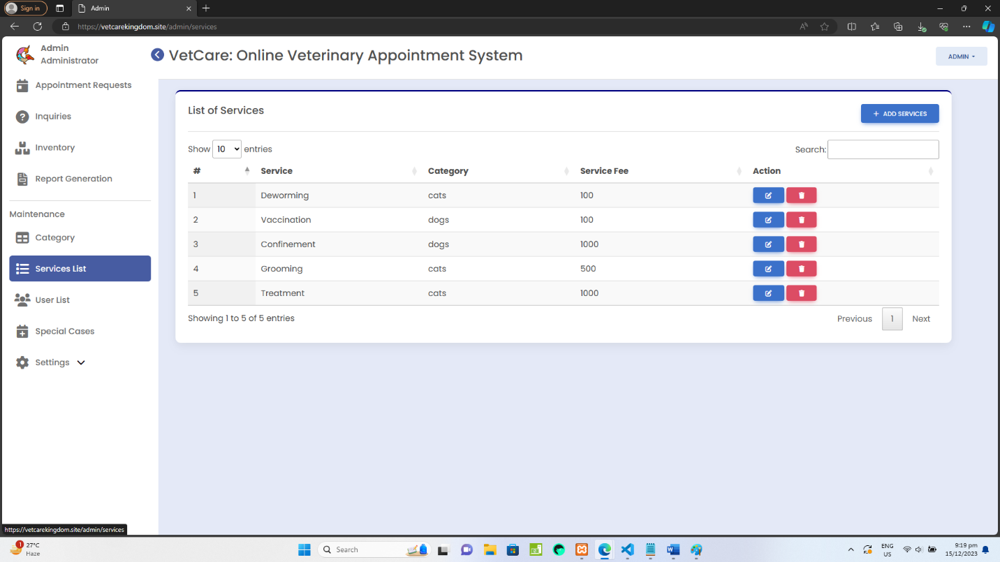 Sign in
Admin
https://vetcarekingdom.site/admin/services
Admin
Administrator
VetCare: Online Veterinary Appointment System
ADMIN
Appointment Requests
Inquiries
Inventory
Report Generation
Maintenance
Category
Services List
User List
Special Cases
Settings
List of Services
+ ADD SERVICES
Show 10 entries
Search:
# Service Category Service Fee Action
1 Deworming cats 100
2 Vaccination dogs 100
3 Confinement dogs 1000
4 Grooming cats 500
5 Treatment cats 1000
Showing 1 to 5 of 5 entries
Previous 1 Next
https://vetcarekingdom.site/admin/services
1
27°C
Haze
Search
ENG
US
9:19 pm
15/12/2023